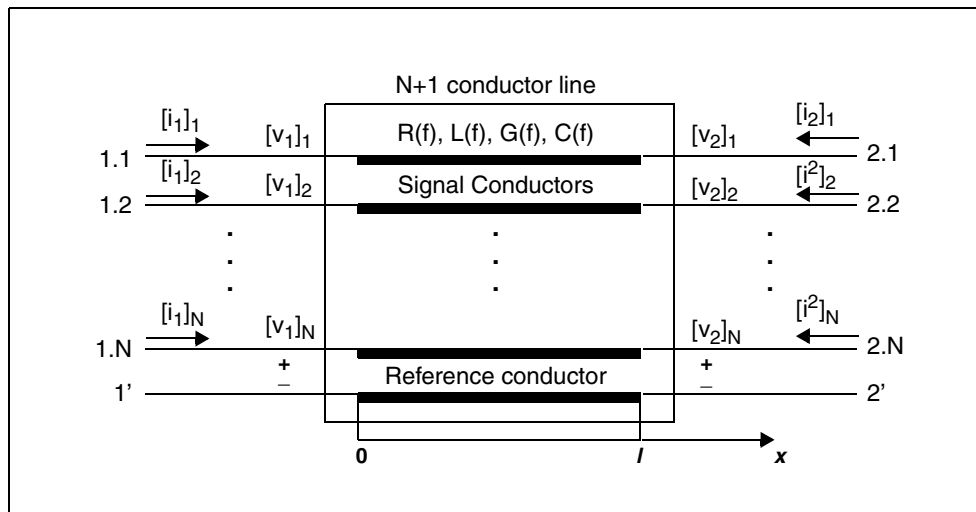 N+1 conductor line
[i₁]₁ [v₁]₁ R(f), L(f), G(f), C(f) [v₂]₁ [i₂]₁
1.1 2.1
[i₁]₂ [v₁]₂ Signal Conductors [v₂]₂ [i²]₂
1.2 2.2
. . .
. . .
. . .
[i₁]N [v₁]N [v₂]N [i²]N
1.N 2.N
+ +
– Reference conductor –
1’ 2’
0 l x